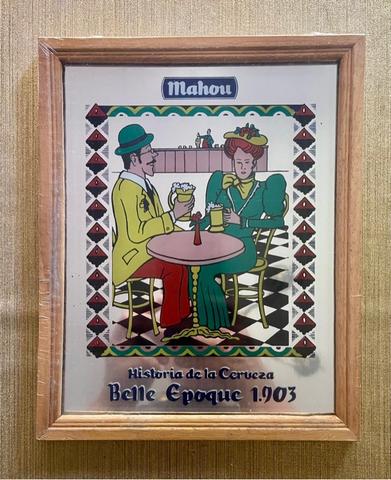 Mahou
Historia de la Cerveza
Belle Epoque 1.903